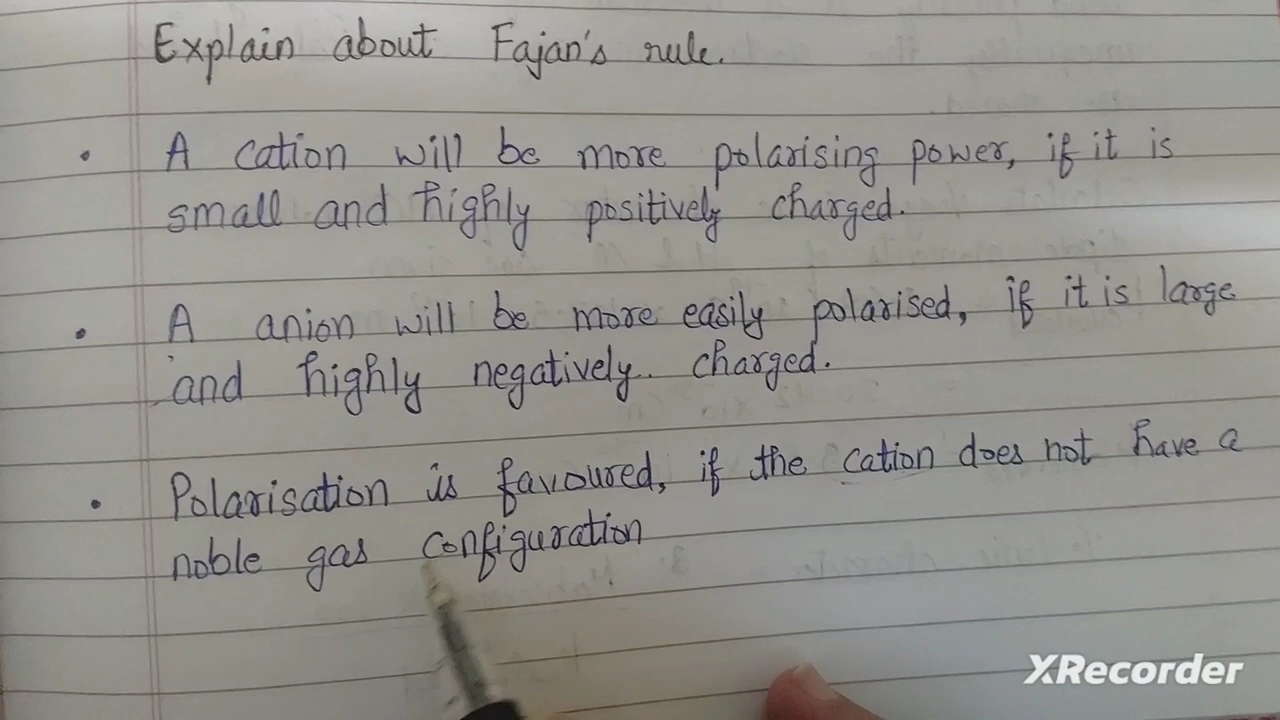 Explain about Fajan's rule.
• A cation will be more polarising power, if it is
small and highly positively charged.
• A anion will be more easily polarised, if it is large
and highly negatively. charged.
• Polarisation is favoured, if the cation does not have a
noble gas configuration
XRecorder